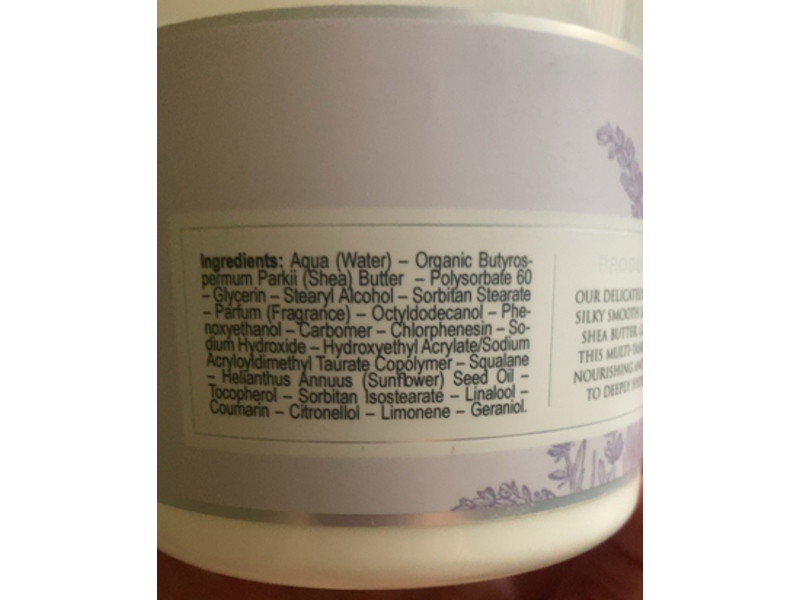 Ingredients: Aqua (Water) – Organic Butyros-
permum Parkii (Shea) Butter – Polysorbate 60
– Glycerin – Stearyl Alcohol – Sorbitan Stearate
– Parfum (Fragrance) – Octyldodecanol – Phe-
noxyethanol – Carbomer – Chlorphenesin – So-
dium Hydroxide – Hydroxyethyl Acrylate/Sodium
Acryloyldimethyl Taurate Copolymer – Squalane
– Helianthus Annuus (Sunflower) Seed Oil –
Tocopherol – Sorbitan Isostearate – Linalool –
Coumarin – Citronellol – Limonene – Geraniol.
OUR
SILKY SMOOTH
SHEA BUTTER,
THIS
NOURISHING
TO DEEPLY